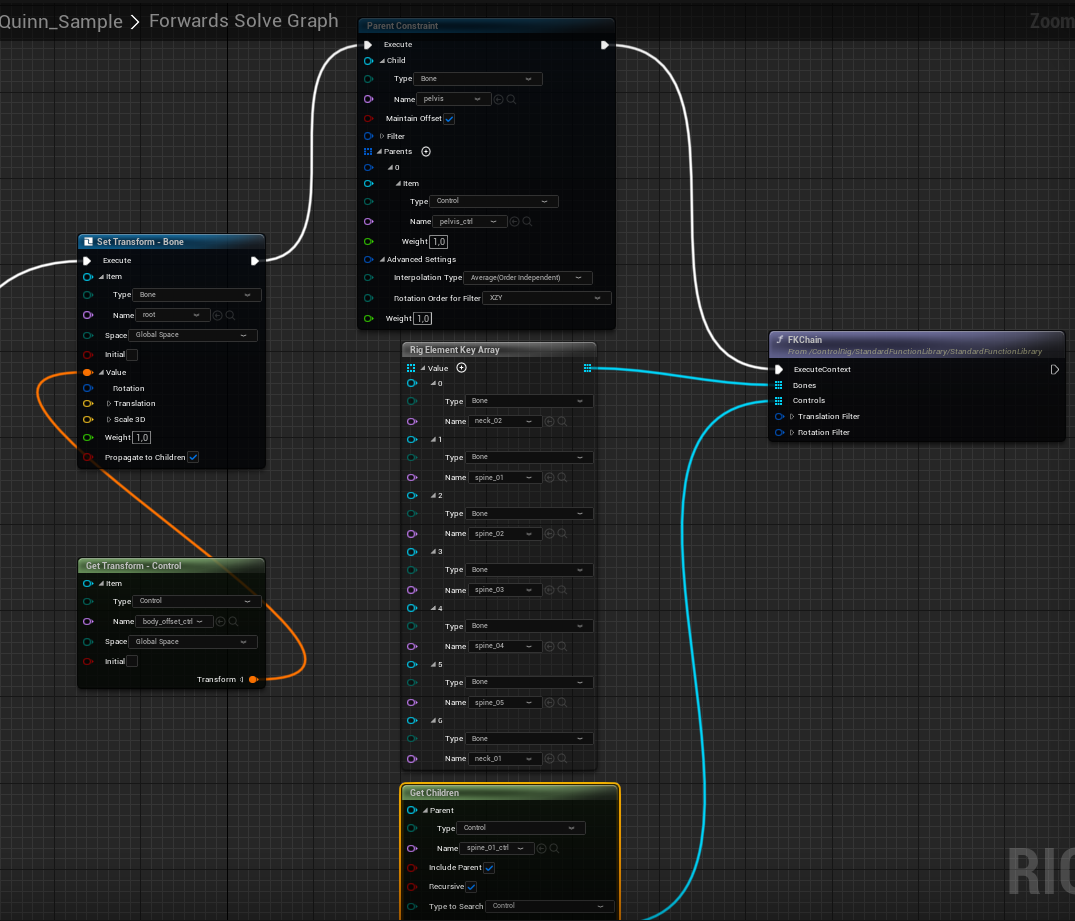 Quinn_Sample > Forwards Solve Graph
Zoom
Parent Constraint
Execute
Child
Type Bone
Name pelvis
Maintain Offset
Filter
Parents
0
Item
Type Control
Name pelvis_ctrl
Weight 1,0
Advanced Settings
Interpolation Type Average(Order Independent)
Rotation Order for Filter XZY
Weight 1,0
Set Transform - Bone
Execute
Item
Type Bone
Name root
Space Global Space
Initial
Value
Rotation
Translation
Scale 3D
Weight 1,0
Propagate to Children
Get Transform - Control
Item
Type Control
Name body_offset_ctrl
Space Global Space
Initial
Transform
Rig Element Key Array
Value
0
Type Bone
Name neck_02
1
Type Bone
Name spine_01
2
Type Bone
Name spine_02
3
Type Bone
Name spine_03
4
Type Bone
Name spine_04
5
Type Bone
Name spine_05
6
Type Bone
Name neck_01
Get Children
Parent
Type Control
Name spine_01_ctrl
Include Parent
Recursive
Type to Search Control
FKChain
From /ControlRig/StandardFunctionLibrary/StandardFunctionLibrary
ExecuteContext
Bones
Controls
Translation Filter
Rotation Filter
RIG